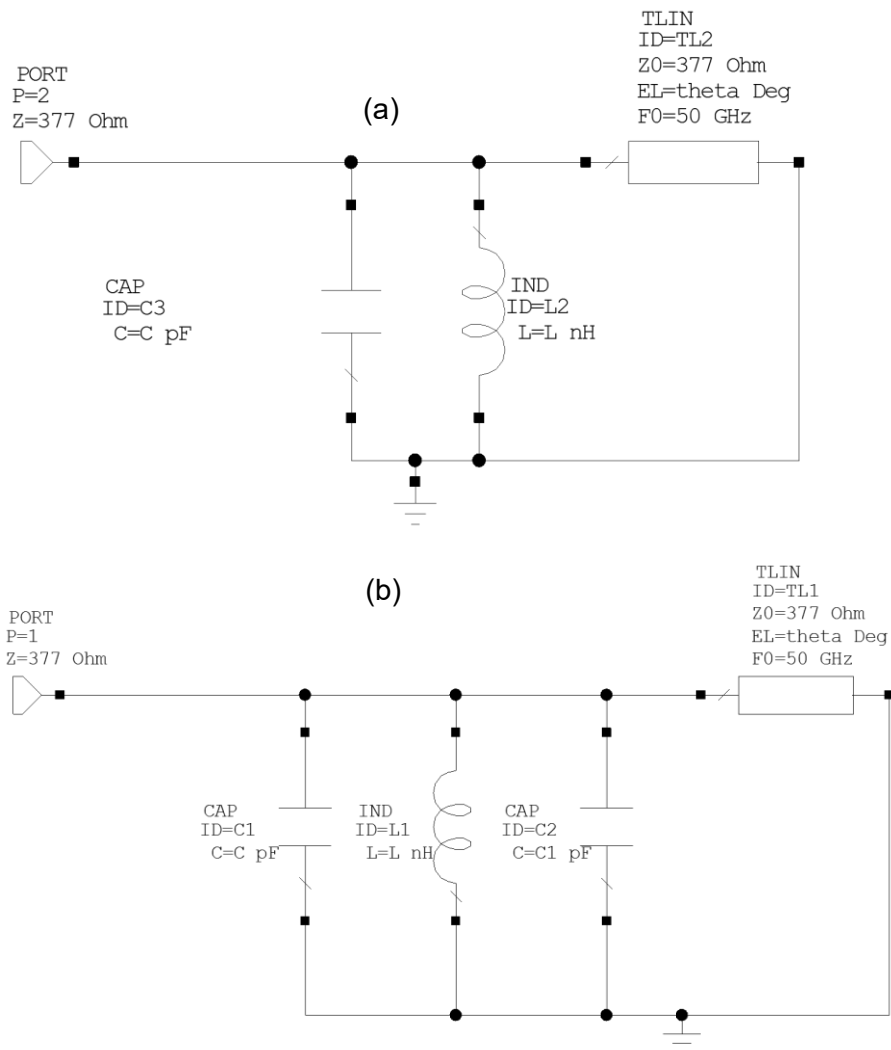 TLIN
ID=TL2
Z0=377 Ohm
EL=theta Deg
F0=50 GHz
PORT
P=2
Z=377 Ohm
(a)
CAP
ID=C3
C=C pF
IND
ID=L2
L=L nH
(b)
TLIN
ID=TL1
Z0=377 Ohm
EL=theta Deg
F0=50 GHz
PORT
P=1
Z=377 Ohm
CAP
ID=C1
C=C pF
IND
ID=L1
L=L nH
CAP
ID=C2
C=C1 pF